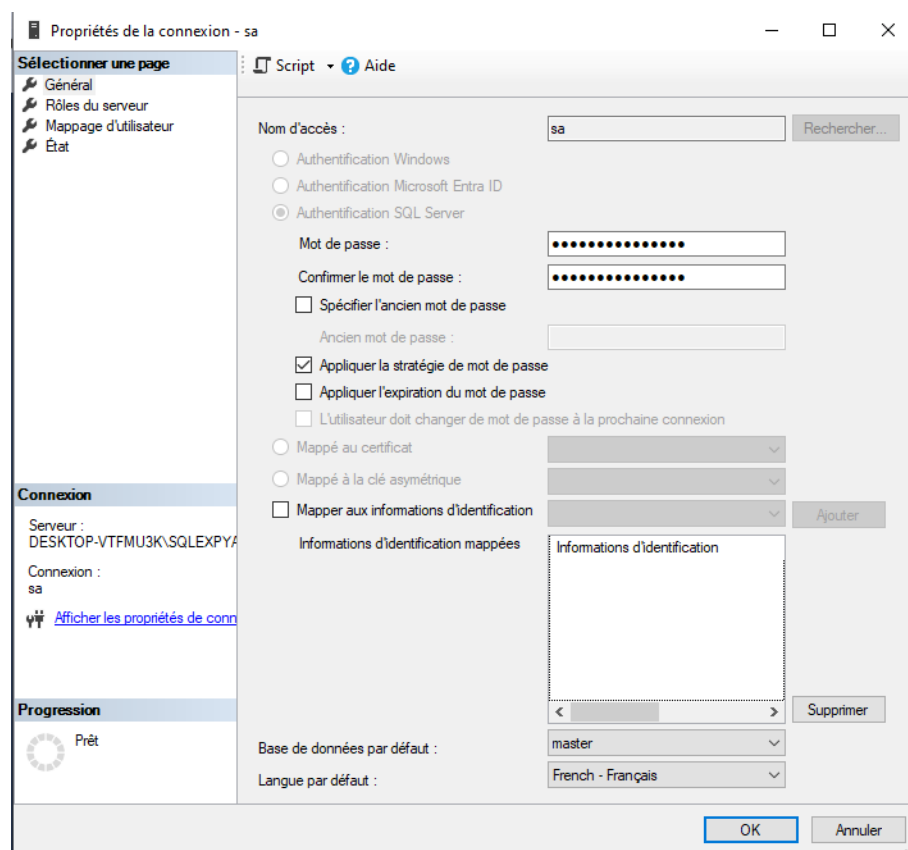 Propriétés de la connexion - sa
Sélectionner une page
Général
Rôles du serveur
Mappage d'utilisateur
État
Script
Aide
Nom d'accès :
sa
Rechercher...
Authentification Windows
Authentification Microsoft Entra ID
Authentification SQL Server
Mot de passe :
●●●●●●●●●●●●●●●
Confirmer le mot de passe :
●●●●●●●●●●●●●●●
Spécifier l'ancien mot de passe
Ancien mot de passe :
Appliquer la stratégie de mot de passe
Appliquer l'expiration du mot de passe
L'utilisateur doit changer de mot de passe à la prochaine connexion
Mappé au certificat
Mappé à la clé asymétrique
Mapper aux informations d'identification
Ajouter
Informations d'identification mappées
Informations d'identification
Supprimer
Base de données par défaut :
master
Langue par défaut :
French - Français
Connexion
Serveur :
DESKTOP-VTFMU3K\SQLEXPYA
Connexion :
sa
Afficher les propriétés de conn
Progression
Prêt
OK
Annuler